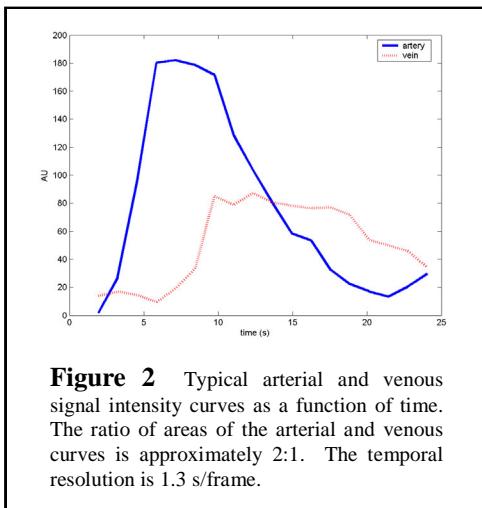 200
artery
vein
180
160
140
120
100
AU
80
60
40
20
0
0 5 10 15 20 25
time (s)
Figure 2 Typical arterial and venous
signal intensity curves as a function of time.
The ratio of areas of the arterial and venous
curves is approximately 2:1. The temporal
resolution is 1.3 s/frame.